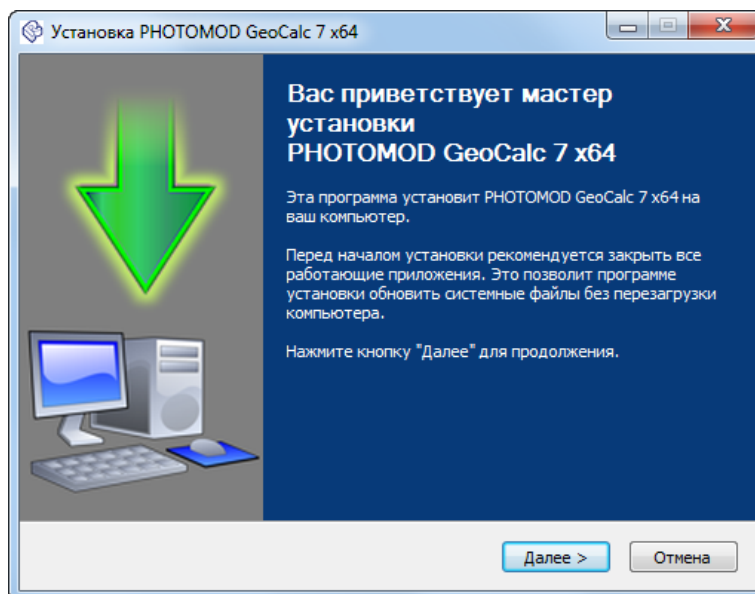 Установка PHOTOMOD GeoCalc 7 x64
Вас приветствует мастер
установки
PHOTOMOD GeoCalc 7 x64
Эта программа установит PHOTOMOD GeoCalc 7 x64 на
ваш компьютер.
Перед началом установки рекомендуется закрыть все
работающие приложения. Это позволит программе
установки обновить системные файлы без перезагрузки
компьютера.
Нажмите кнопку "Далее" для продолжения.
Далее >
Отмена